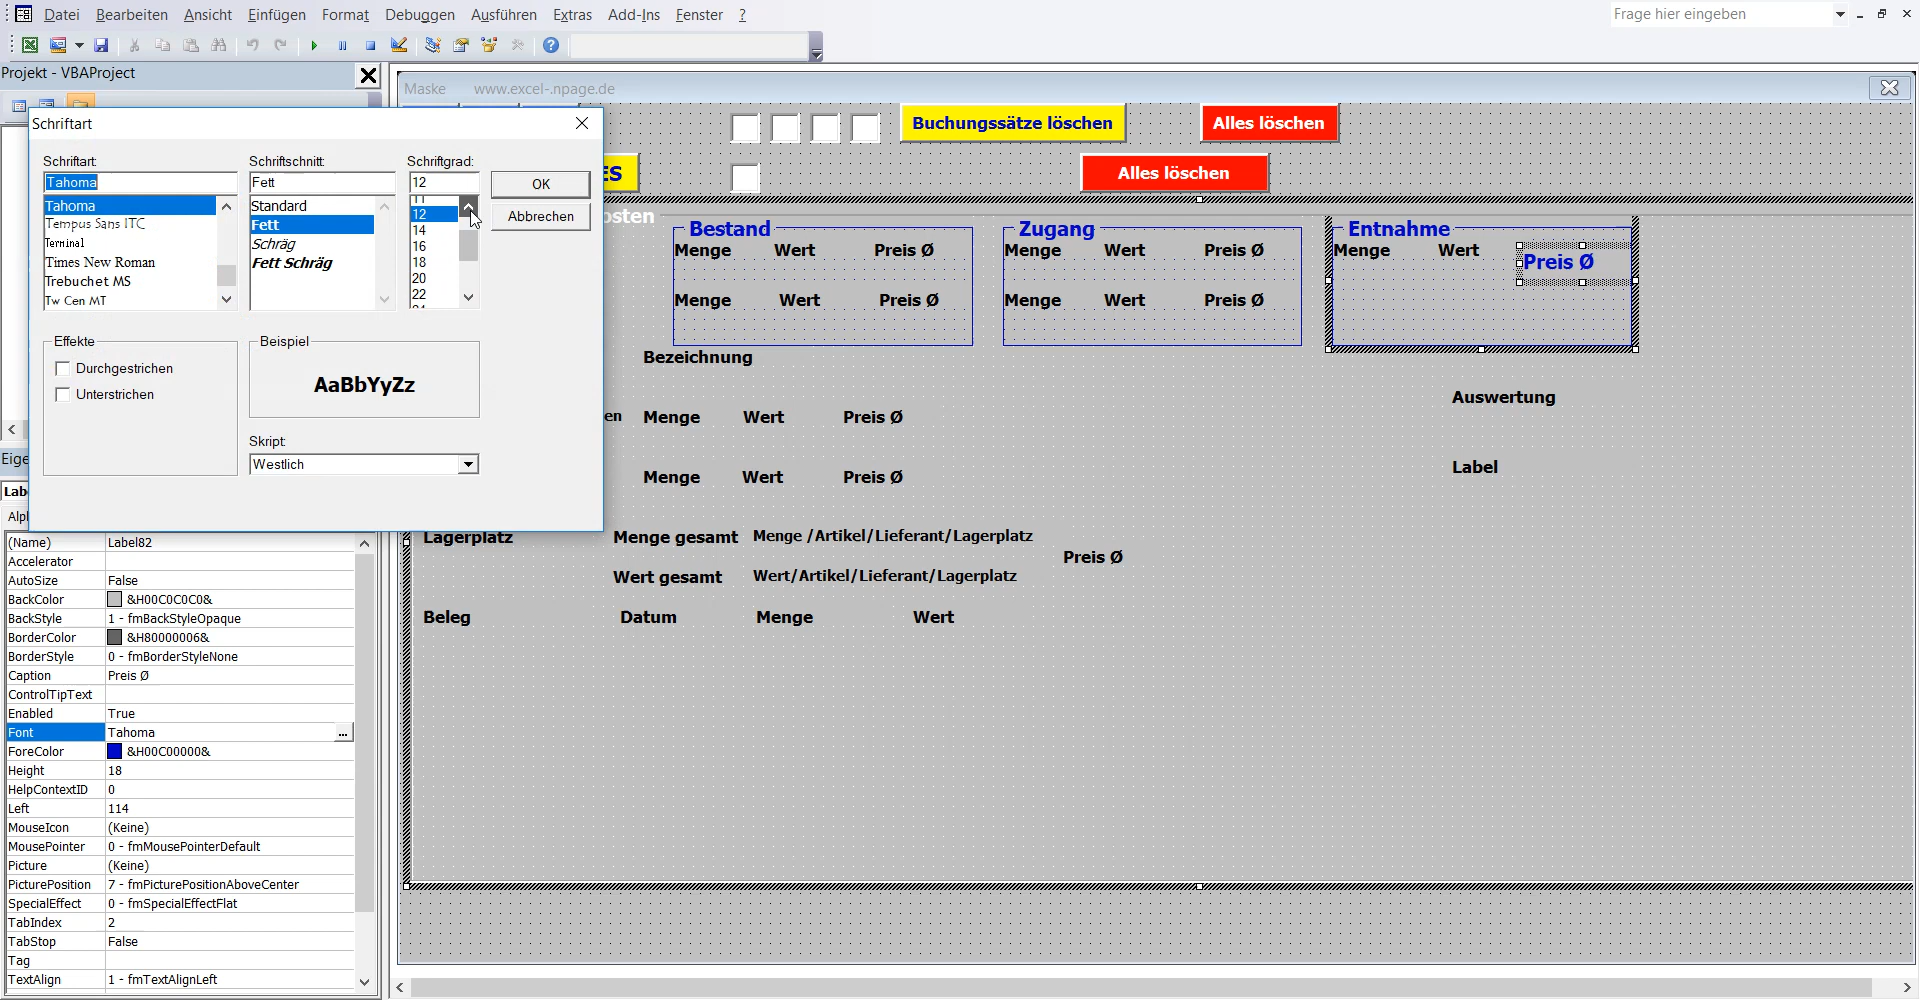 Datei Bearbeiten Ansicht Einfügen Format Debuggen Ausführen Extras Add-Ins Fenster ? Frage hier eingeben
Projekt - VBAProject
Maske www.excel-.npage.de
Buchungssätze löschen Alles löschen
ES Alles löschen
Schriftart
Schriftart: Schriftschnitt: Schriftgrad:
Tahoma Fett 12 OK
Abbrechen
Tahoma
Tempus Sans ITC
Terminal
Times New Roman
Trebuchet MS
Tw Cen MT
Standard
Fett
Schräg
Fett Schräg
11
12
14
16
18
20
22
Effekte
Durchgestrichen
Unterstrichen
Beispiel
AaBbYyZz
Skript:
Westlich
osten
Bestand
Menge Wert Preis Ø
Menge Wert Preis Ø
Zugang
Menge Wert Preis Ø
Menge Wert Preis Ø
Entnahme
Menge Wert Preis Ø
Bezeichnung
Auswertung
en Menge Wert Preis Ø
Label
Menge Wert Preis Ø
Lagerplatz Menge gesamt Menge /Artikel/Lieferant/Lagerplatz
Preis Ø
Wert gesamt Wert/Artikel/Lieferant/Lagerplatz
Beleg Datum Menge Wert
Eige
Lab
Alph
(Name) Label82
Accelerator
AutoSize False
BackColor &H00C0C0C0&
BackStyle 1 - fmBackStyleOpaque
BorderColor &H80000006&
BorderStyle 0 - fmBorderStyleNone
Caption Preis Ø
ControlTipText
Enabled True
Font Tahoma ...
ForeColor &H00C00000&
Height 18
HelpContextID 0
Left 114
MouseIcon (Keine)
MousePointer 0 - fmMousePointerDefault
Picture (Keine)
PicturePosition 7 - fmPicturePositionAboveCenter
SpecialEffect 0 - fmSpecialEffectFlat
TabIndex 2
TabStop False
Tag
TextAlign 1 - fmTextAlignLeft